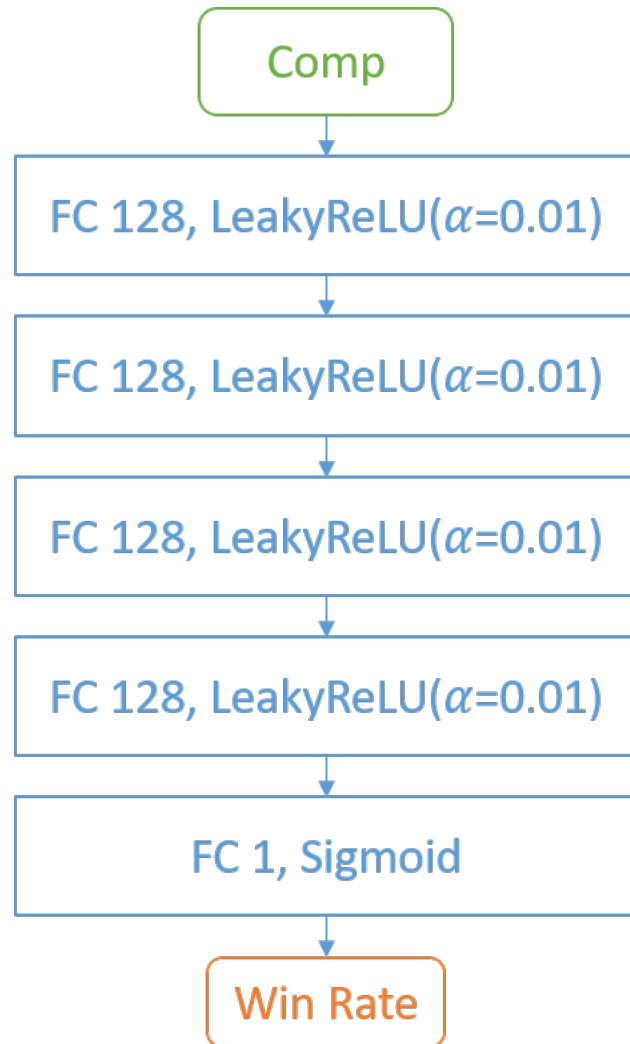 Comp
FC 128, LeakyReLU(𝛼=0.01)
FC 128, LeakyReLU(𝛼=0.01)
FC 128, LeakyReLU(𝛼=0.01)
FC 128, LeakyReLU(𝛼=0.01)
FC 1, Sigmoid
Win Rate